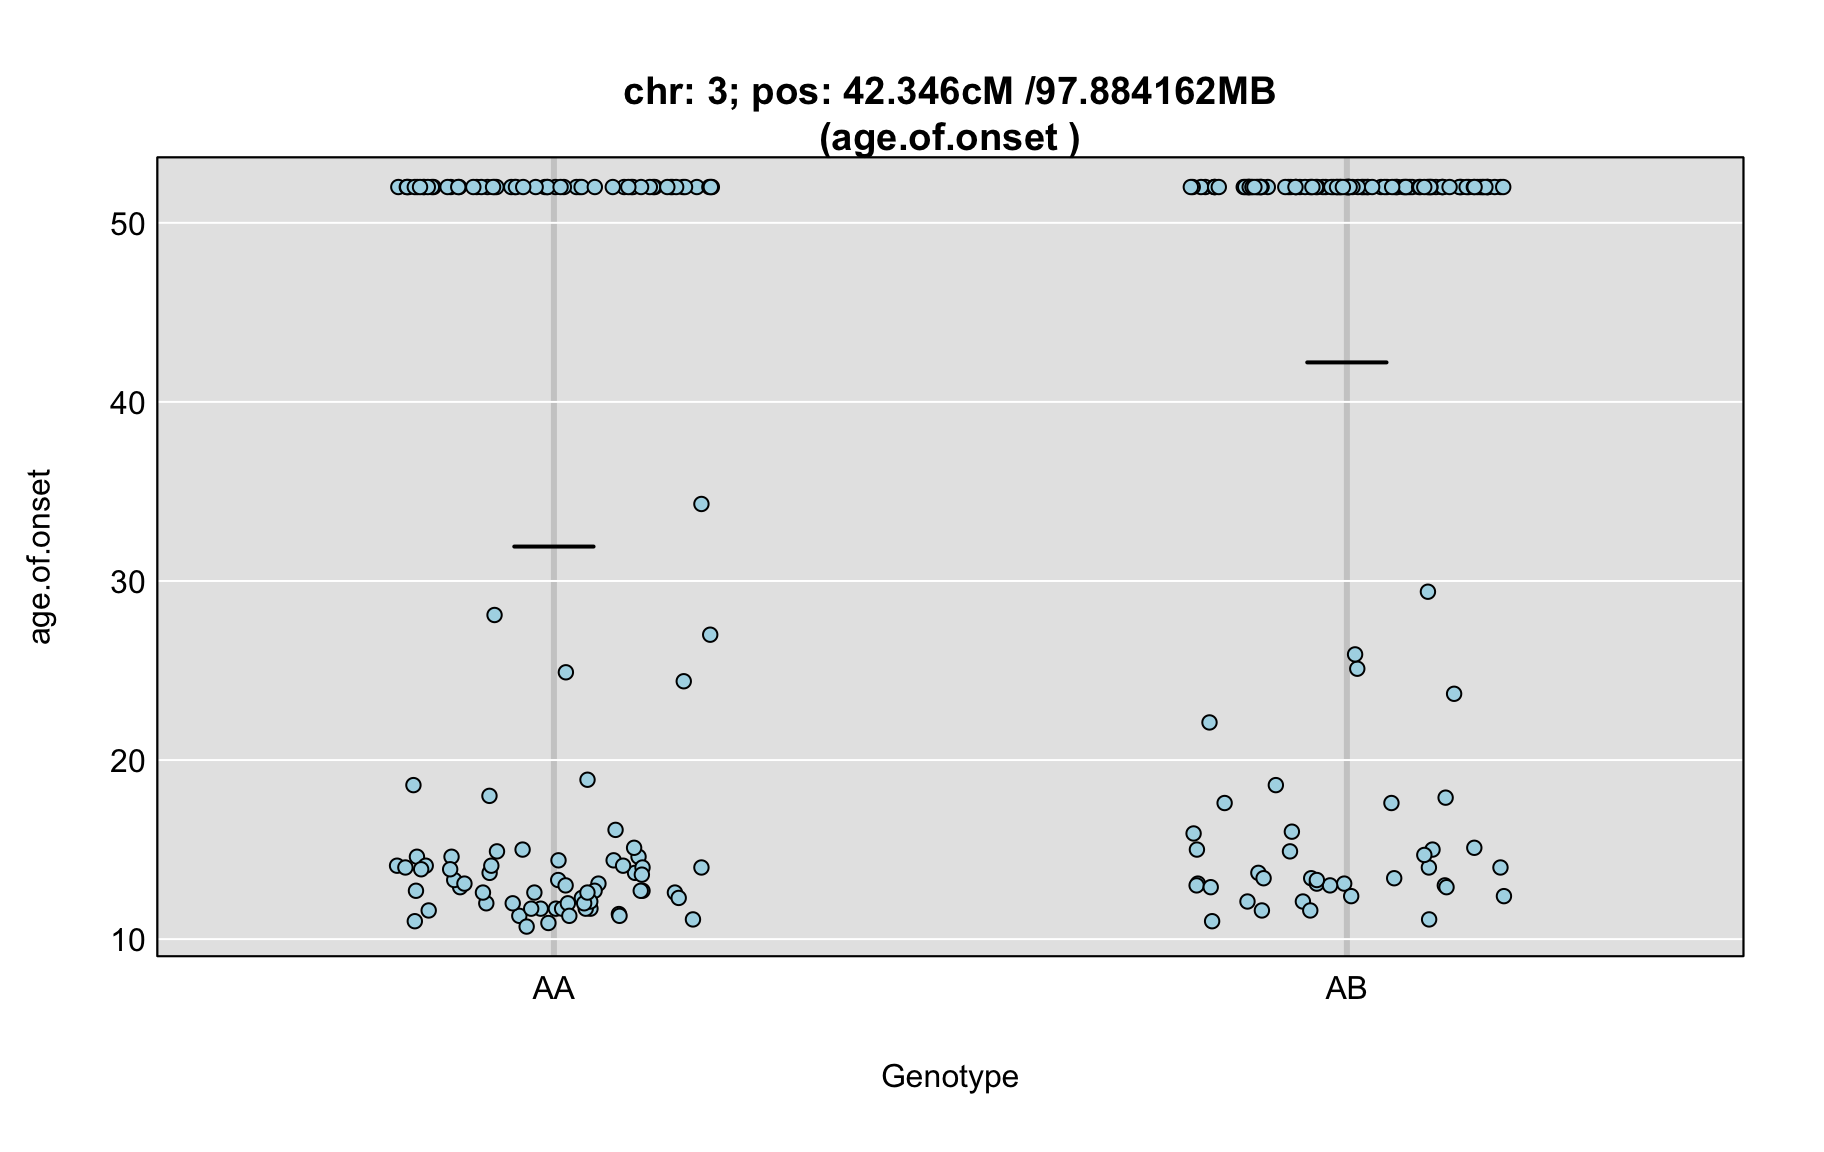 chr: 3; pos: 42.346cM /97.884162MB
(age.of.onset )
50
40
30
20
10
age.of.onset
AA
AB
Genotype